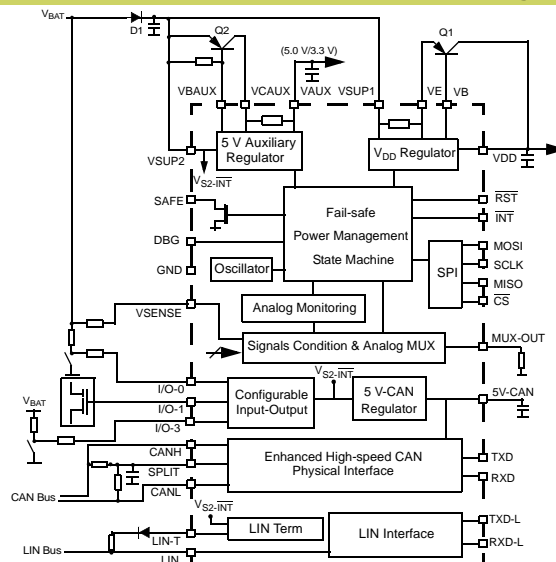 VBAT
D1
Q2
Q1
(5.0 V/3.3 V)
VBAUX
VCAUX
VAUX
VSUP1
VE
VB
5 V Auxiliary
Regulator
VDD Regulator
VSUP2
VDD
VS2-INT
SAFE
Fail-safe
Power Management
State Machine
RST
INT
DBG
MOSI
SPI
SCLK
GND
Oscillator
MISO
CS
VSENSE
Analog Monitoring
Signals Condition & Analog MUX
MUX-OUT
VS2-INT
I/O-0
Configurable
Input-Output
5 V-CAN
Regulator
5V-CAN
VBAT
I/O-1
I/O-3
CANH
SPLIT
CANL
CAN Bus
Enhanced High-speed CAN
Physical Interface
TXD
RXD
VS2-INT
LIN Term
LIN Interface
TXD-L
RXD-L
LIN-T
LIN Bus
LIN